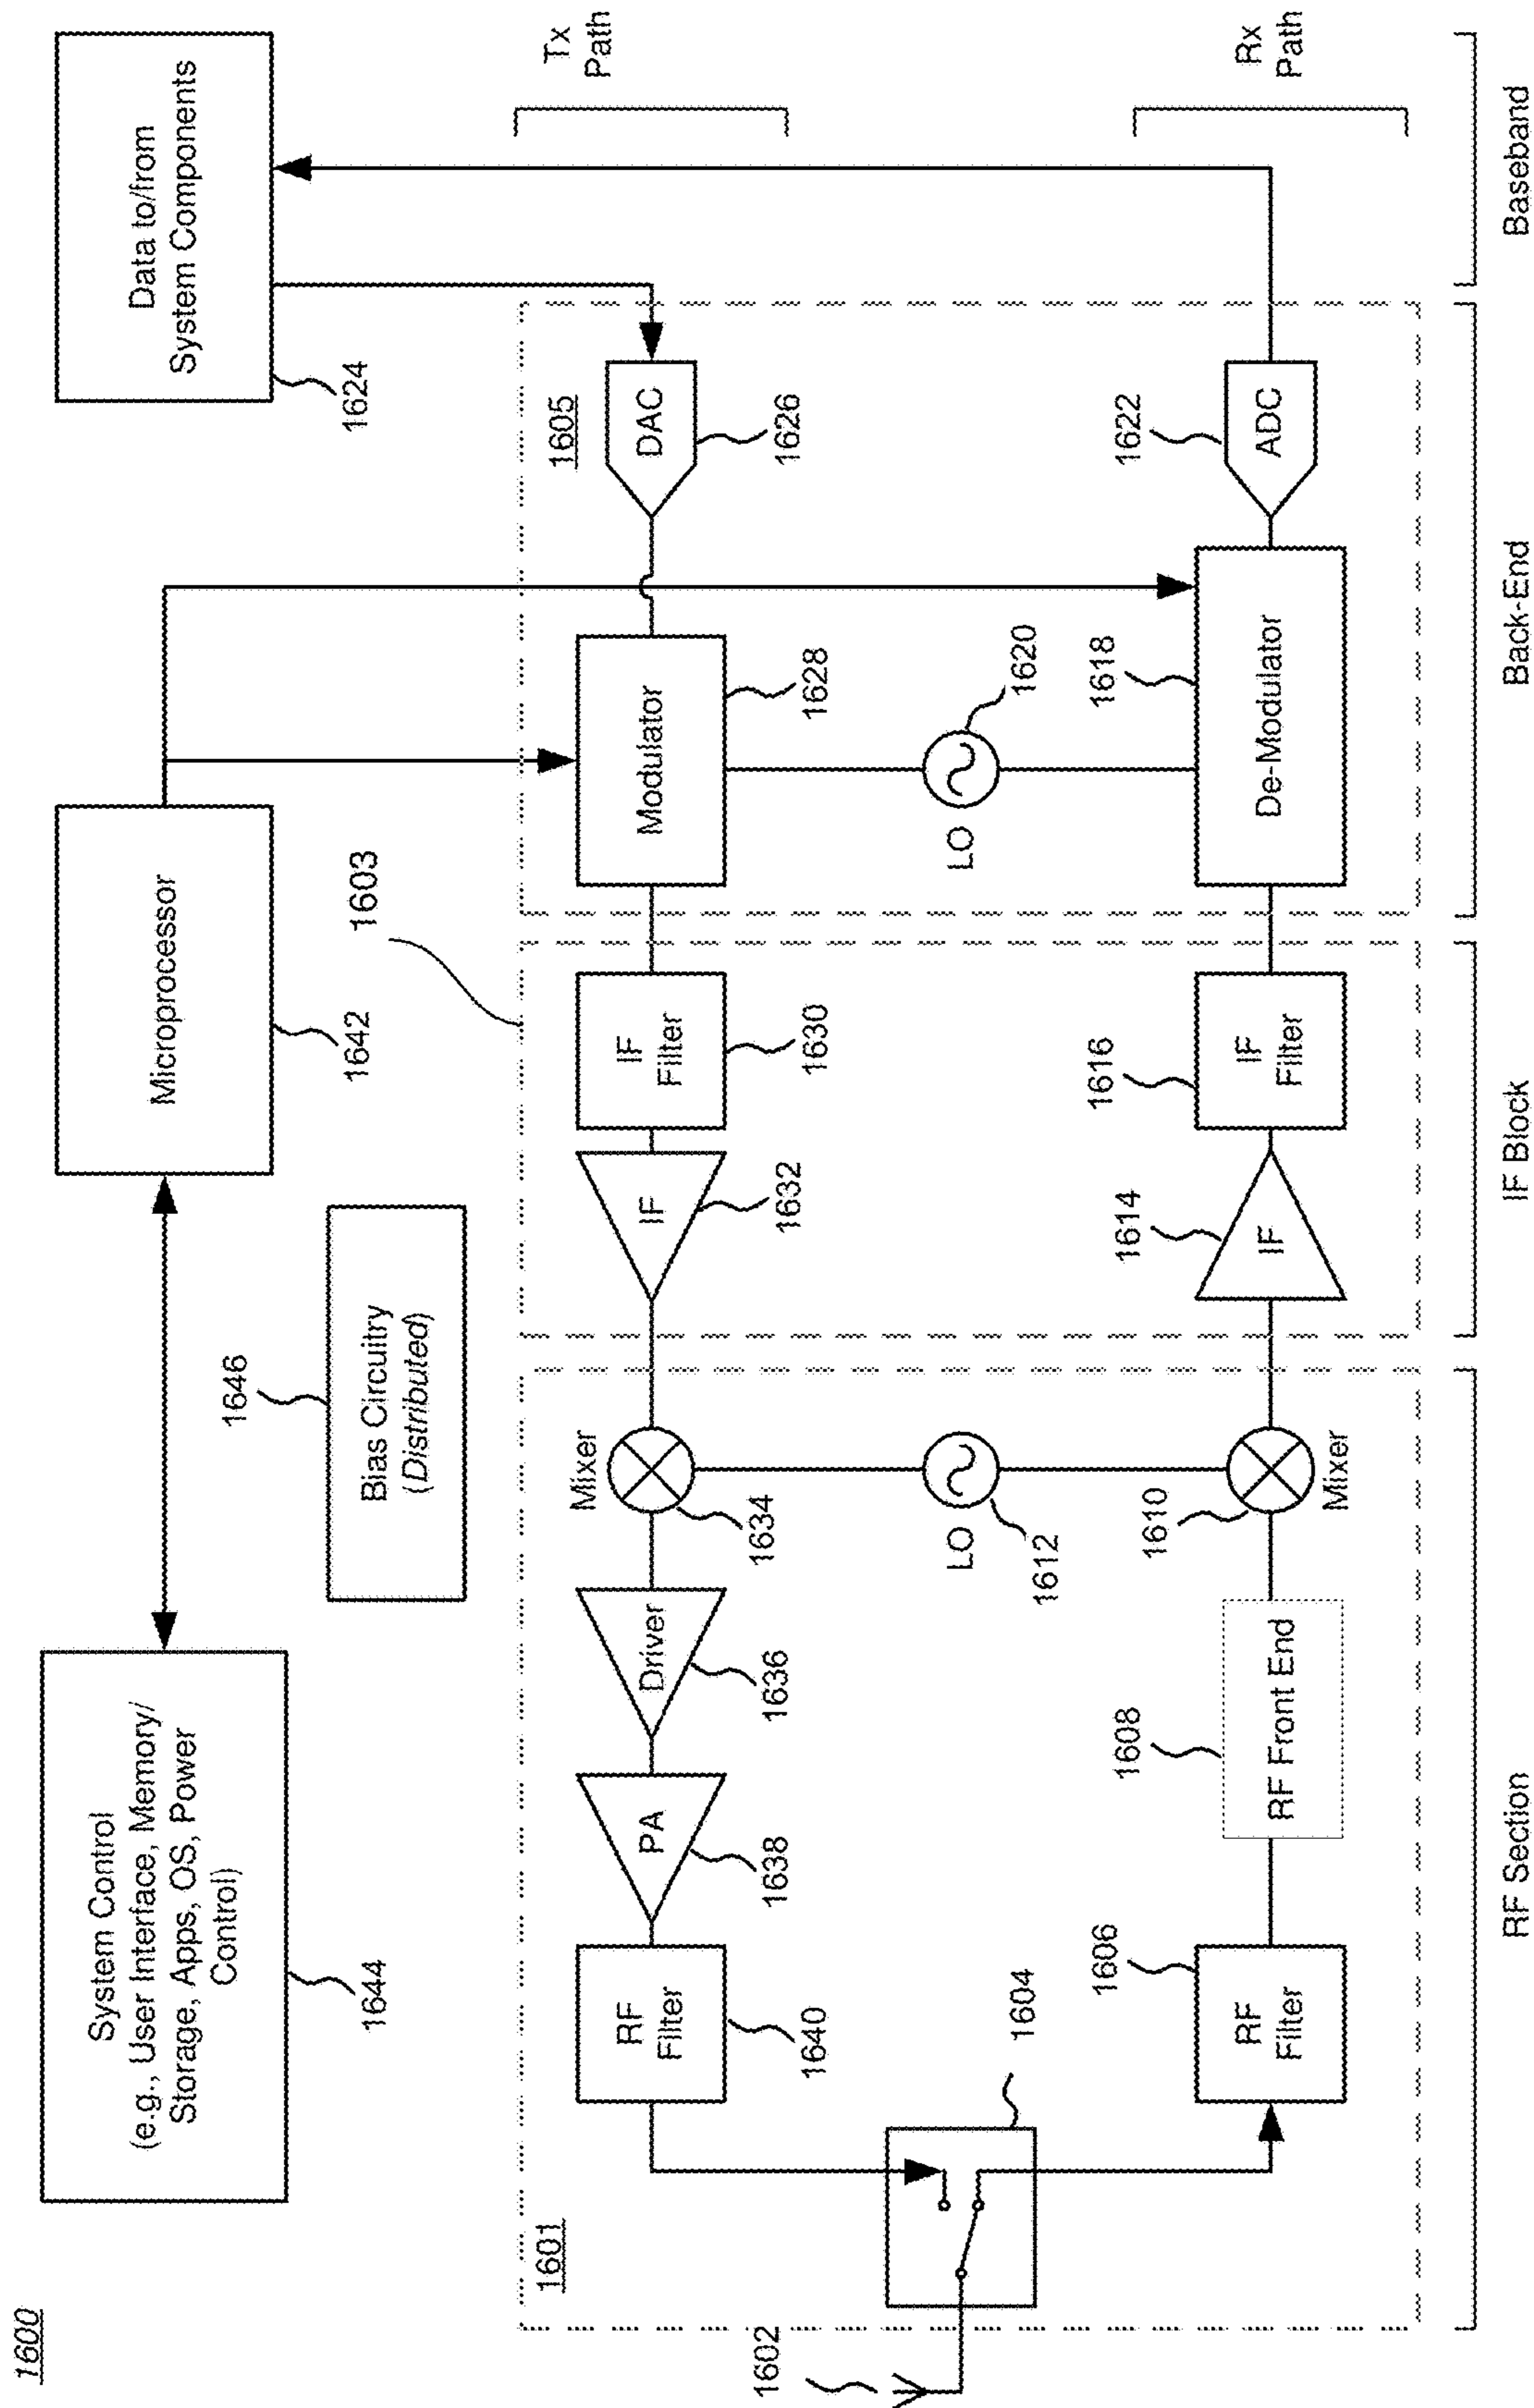 1600
System Control
(e.g., User Interface, Memory/
Storage, Apps, OS, Power
Control)
1644
Microprocessor
1642
Data to/from
System Components
1624
1646
Bias Circuitry
(Distributed)
1603
1601
1605
Tx
Path
RF
Filter
1640
PA
1638
Driver
1636
Mixer
1634
IF
1632
IF
Filter
1630
Modulator
1628
DAC
1626
1602
1604
LO
1612
LO
1620
Rx
Path
1606
RF
Filter
1608
RF Front End
1610
Mixer
1614
IF
1616
IF
Filter
1618
De-Modulator
1622
ADC
RF Section
IF Block
Back-End
Baseband